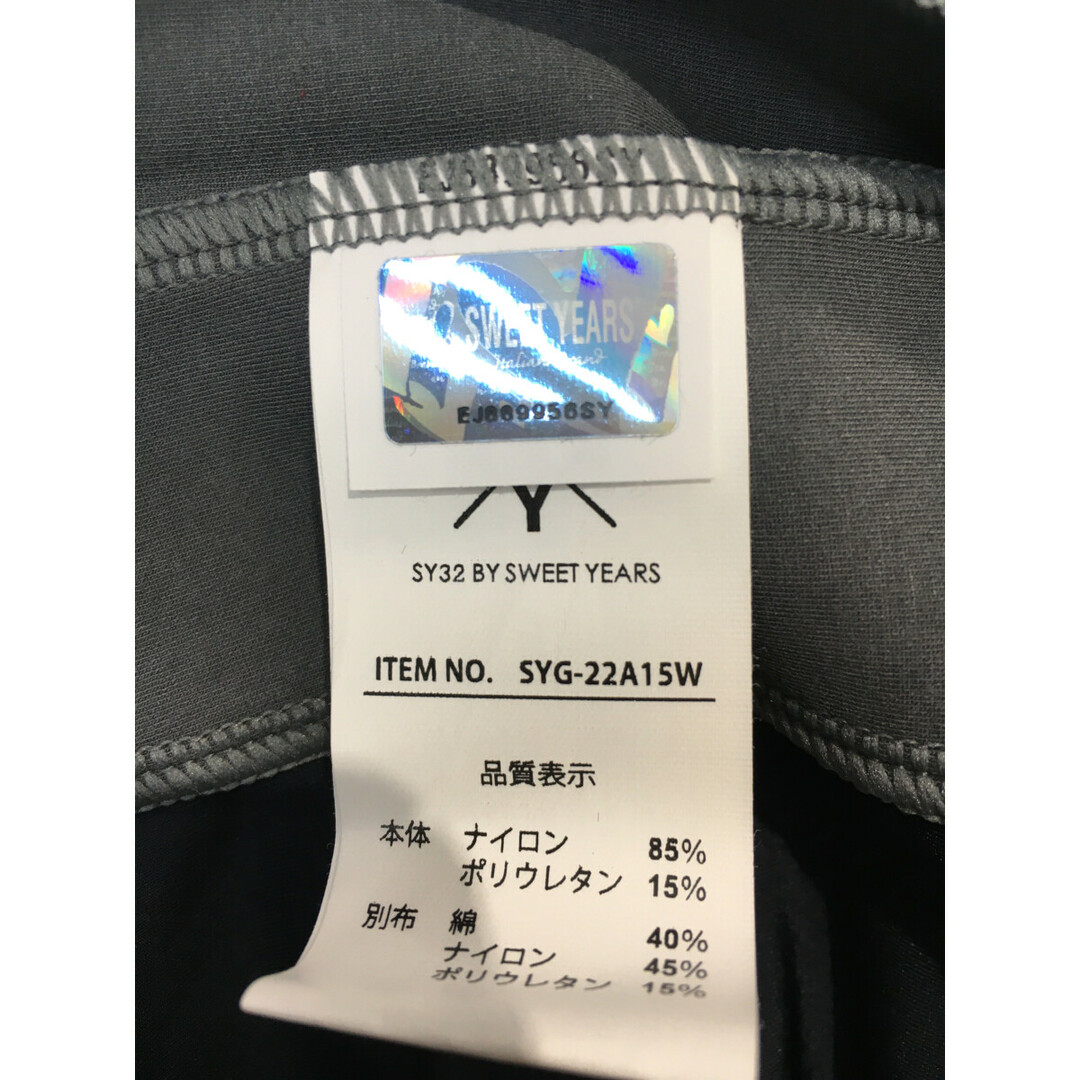 SWEET YEARS
Italian Brand
EJ669956SY
Y
SY32 BY SWEET YEARS
ITEM NO. SYG-22A15W
品質表示
本体 ナイロン 85%
ポリウレタン 15%
別布 綿 40%
ナイロン 45%
ポリウレタン 15%